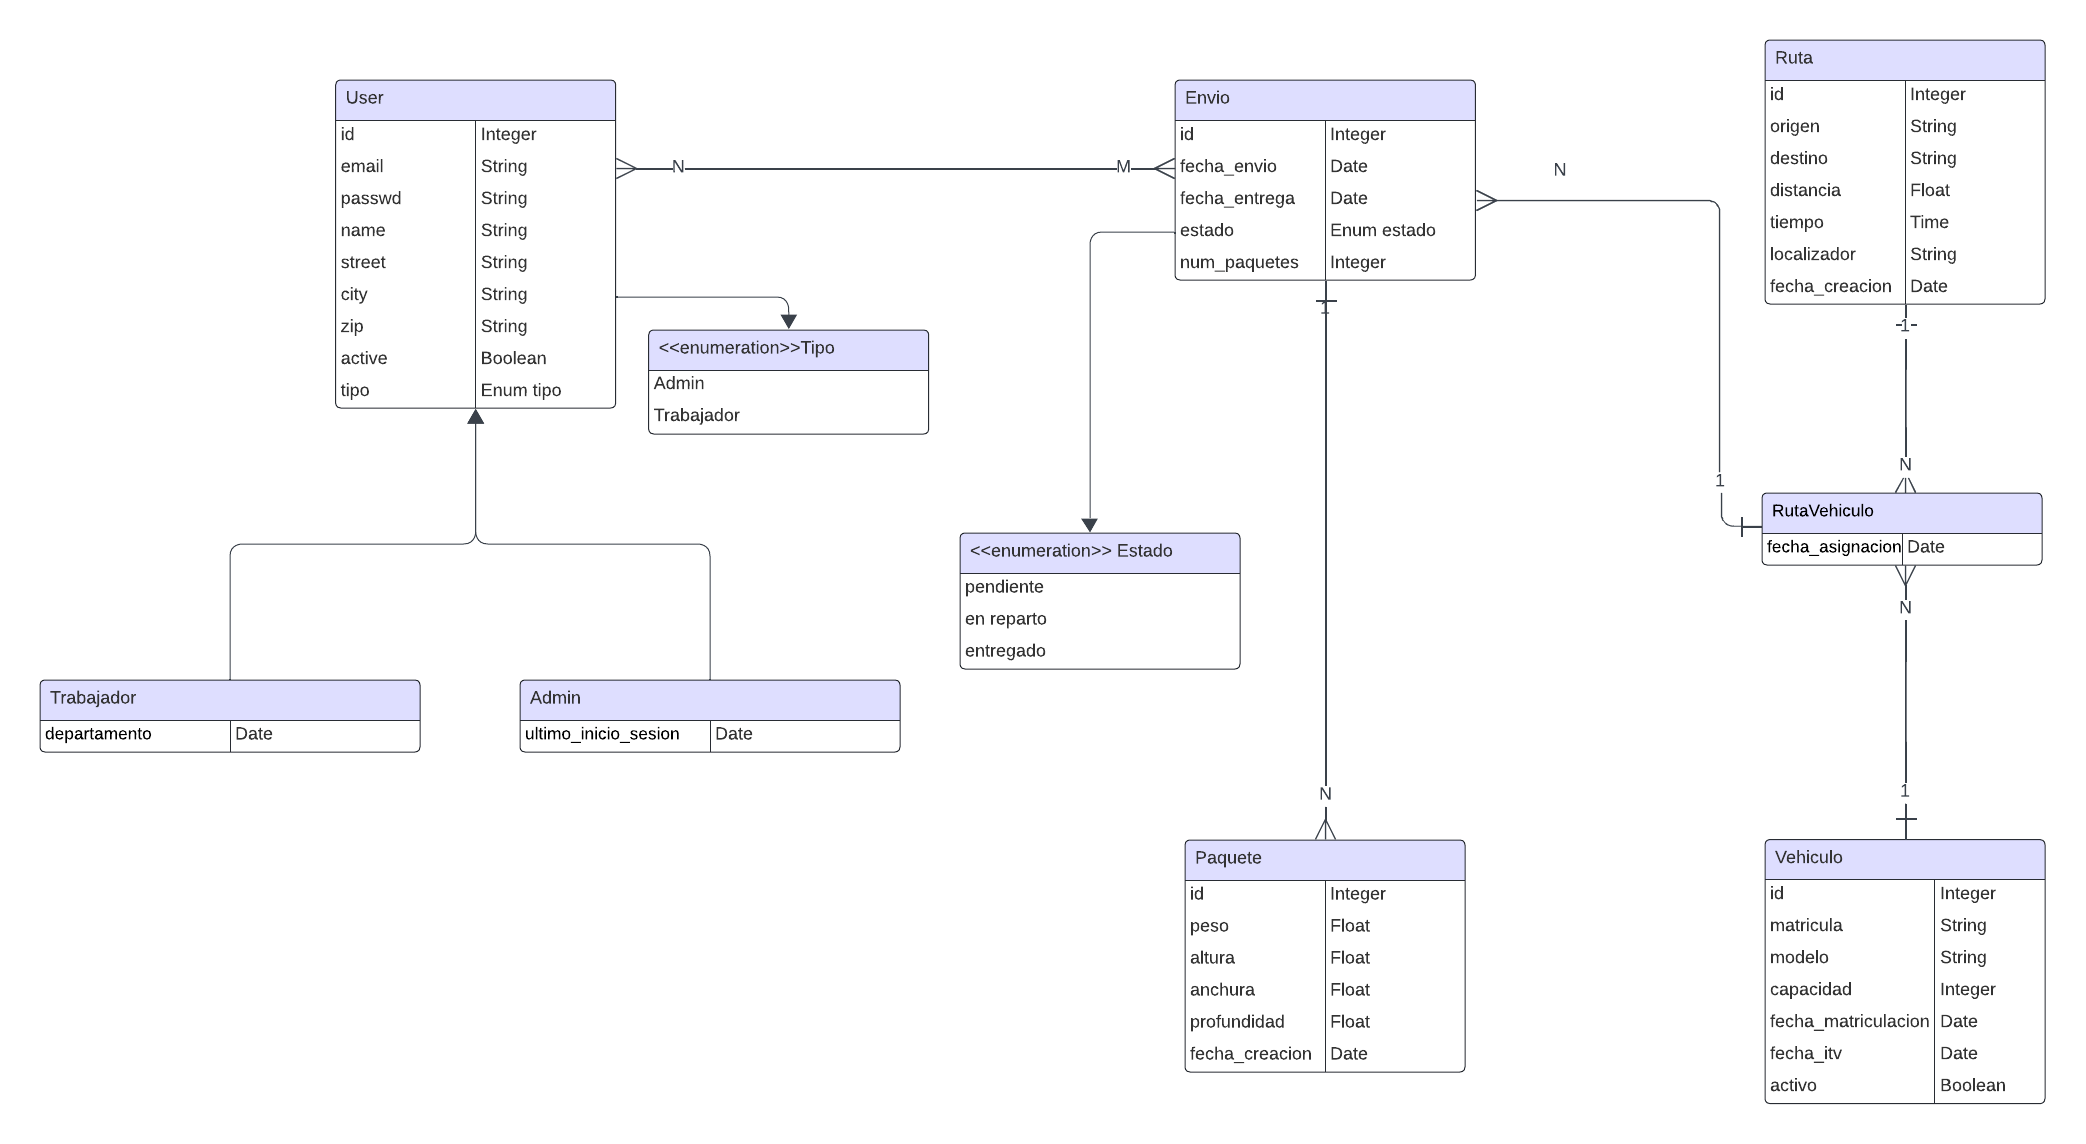 User
id Integer
email String
passwd String
name String
street String
city String
zip String
active Boolean
tipo Enum tipo
N
M
<<enumeration>>Tipo
Admin
Trabajador
Trabajador
departamento Date
Admin
ultimo_inicio_sesion Date
Envio
id Integer
fecha_envio Date
fecha_entrega Date
estado Enum estado
num_paquetes Integer
1
N
<<enumeration>> Estado
pendiente
en reparto
entregado
Paquete
id Integer
peso Float
altura Float
anchura Float
profundidad Float
fecha_creacion Date
N
1
Ruta
id Integer
origen String
destino String
distancia Float
tiempo Time
localizador String
fecha_creacion Date
1
N
RutaVehiculo
fecha_asignacion Date
N
1
Vehiculo
id Integer
matricula String
modelo String
capacidad Integer
fecha_matriculacion Date
fecha_itv Date
activo Boolean